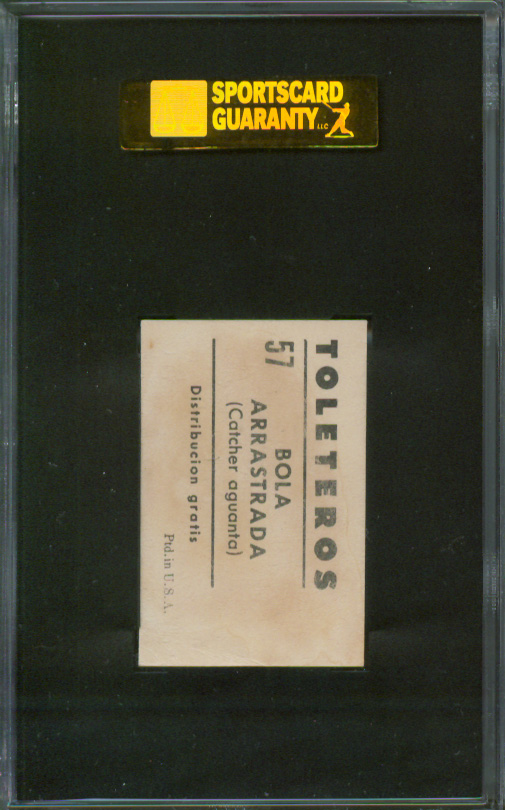 SPORTSCARD
GUARANTY LLC
TOLETEROS
57
BOLA
ARRASTRADA
(Catcher aguanta)
Distribucion gratis
Ptd. in U.S.A.